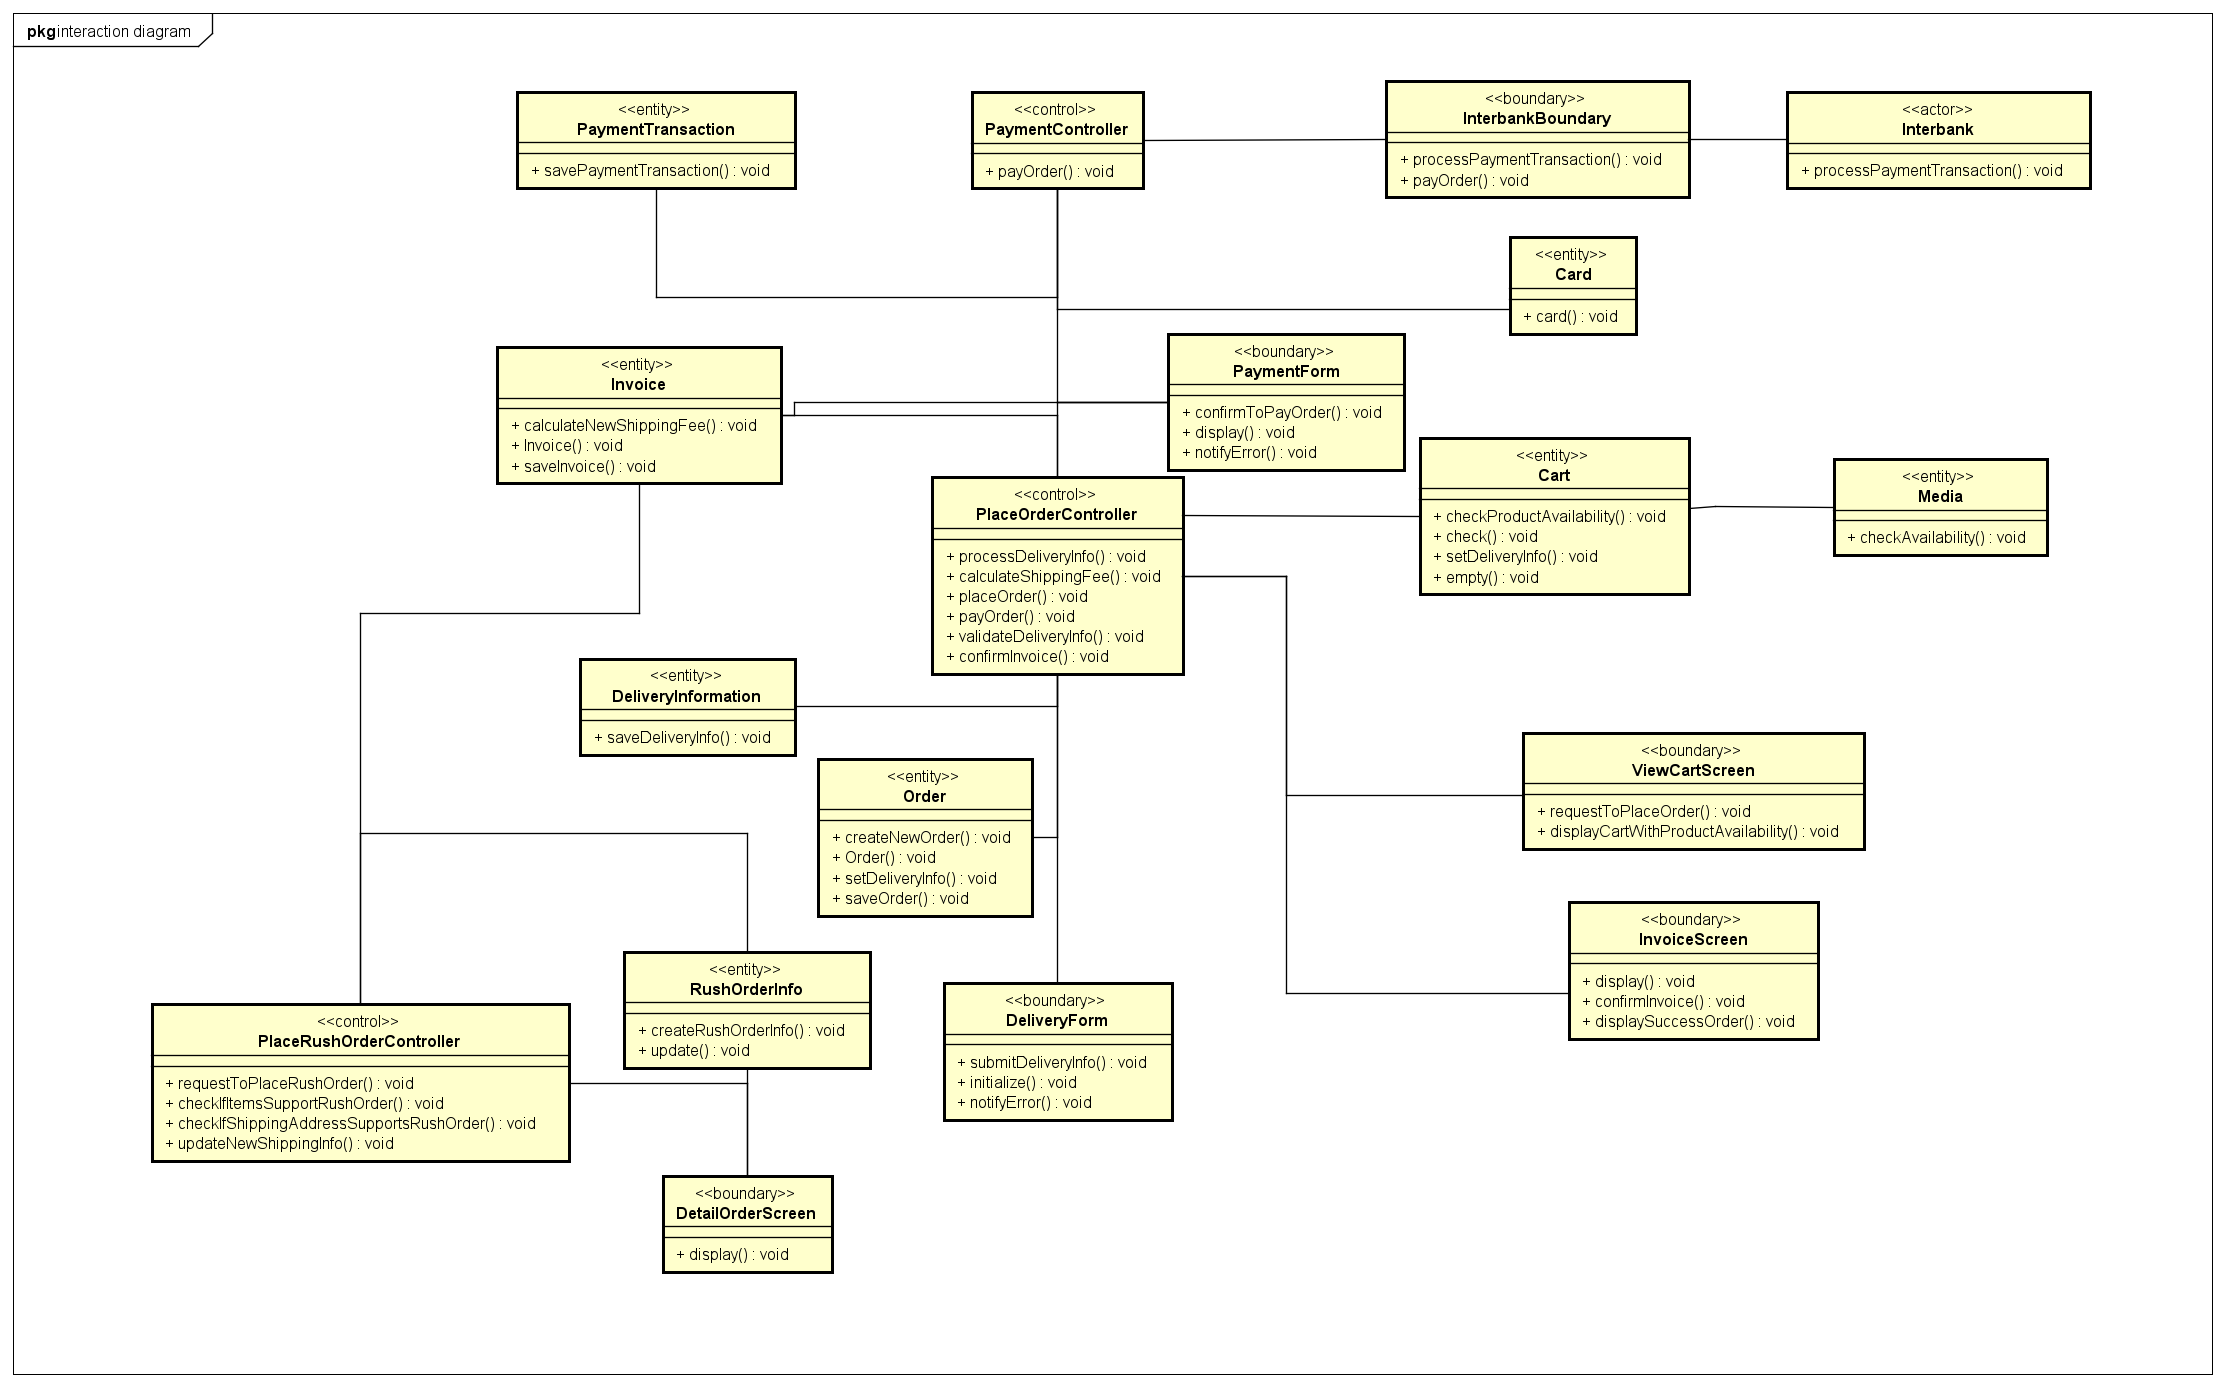 pkg interaction diagram
<<entity>>
PaymentTransaction
+ savePaymentTransaction() : void
<<control>>
PaymentController
+ payOrder() : void
<<boundary>>
InterbankBoundary
+ processPaymentTransaction() : void
+ payOrder() : void
<<actor>>
Interbank
+ processPaymentTransaction() : void
<<entity>>
Card
+ card() : void
<<entity>>
Invoice
+ calculateNewShippingFee() : void
+ Invoice() : void
+ saveInvoice() : void
<<boundary>>
PaymentForm
+ confirmToPayOrder() : void
+ display() : void
+ notifyError() : void
<<entity>>
Cart
+ checkProductAvailability() : void
+ check() : void
+ setDeliveryInfo() : void
+ empty() : void
<<entity>>
Media
+ checkAvailability() : void
<<control>>
PlaceOrderController
+ processDeliveryInfo() : void
+ calculateShippingFee() : void
+ placeOrder() : void
+ payOrder() : void
+ validateDeliveryInfo() : void
+ confirmInvoice() : void
<<entity>>
DeliveryInformation
+ saveDeliveryInfo() : void
<<entity>>
Order
+ createNewOrder() : void
+ Order() : void
+ setDeliveryInfo() : void
+ saveOrder() : void
<<boundary>>
ViewCartScreen
+ requestToPlaceOrder() : void
+ displayCartWithProductAvailability() : void
<<boundary>>
InvoiceScreen
+ display() : void
+ confirmInvoice() : void
+ displaySuccessOrder() : void
<<entity>>
RushOrderInfo
+ createRushOrderInfo() : void
+ update() : void
<<boundary>>
DeliveryForm
+ submitDeliveryInfo() : void
+ initialize() : void
+ notifyError() : void
<<control>>
PlaceRushOrderController
+ requestToPlaceRushOrder() : void
+ checkIfItemsSupportRushOrder() : void
+ checkIfShippingAddressSupportsRushOrder() : void
+ updateNewShippingInfo() : void
<<boundary>>
DetailOrderScreen
+ display() : void